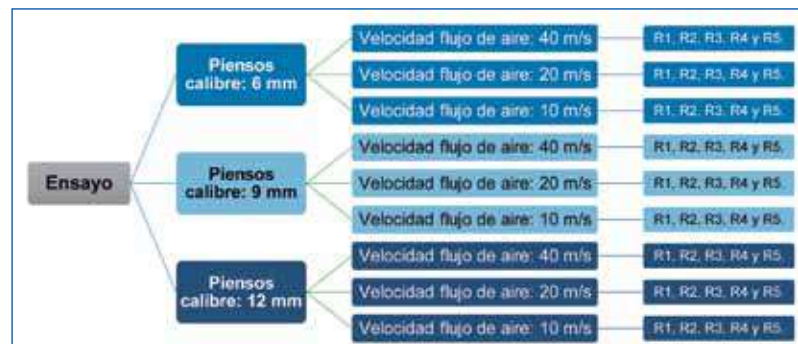 Ensayo
Piensos
calibre: 6 mm
Velocidad flujo de aire: 40 m/s
R1, R2, R3, R4 y R5.
Velocidad flujo de aire: 20 m/s
R1, R2, R3, R4 y R5.
Velocidad flujo de aire: 10 m/s
R1, R2, R3, R4 y R5.
Piensos
calibre: 9 mm
Velocidad flujo de aire: 40 m/s
R1, R2, R3, R4 y R5.
Velocidad flujo de aire: 20 m/s
R1, R2, R3, R4 y R5.
Velocidad flujo de aire: 10 m/s
R1, R2, R3, R4 y R5.
Piensos
calibre: 12 mm
Velocidad flujo de aire: 40 m/s
R1, R2, R3, R4 y R5.
Velocidad flujo de aire: 20 m/s
R1, R2, R3, R4 y R5.
Velocidad flujo de aire: 10 m/s
R1, R2, R3, R4 y R5.